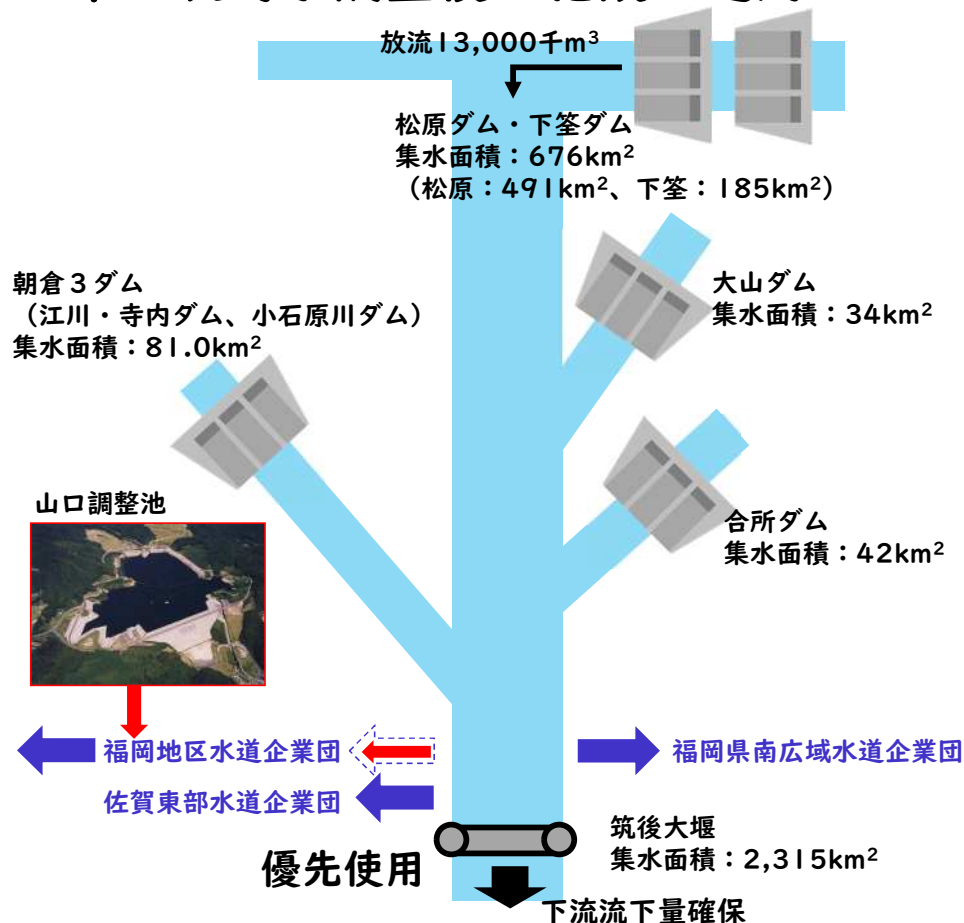 放流13,000千m³
松原ダム・下筌ダム
集水面積：676km²
（松原：491km²、下筌：185km²）
朝倉３ダム
（江川・寺内ダム、小石原川ダム）
集水面積：81.0km²
大山ダム
集水面積：34km²
山口調整池
合所ダム
集水面積：42km²
福岡地区水道企業団
福岡県南広域水道企業団
佐賀東部水道企業団
筑後大堰
集水面積：2,315km²
優先使用
下流流下量確保